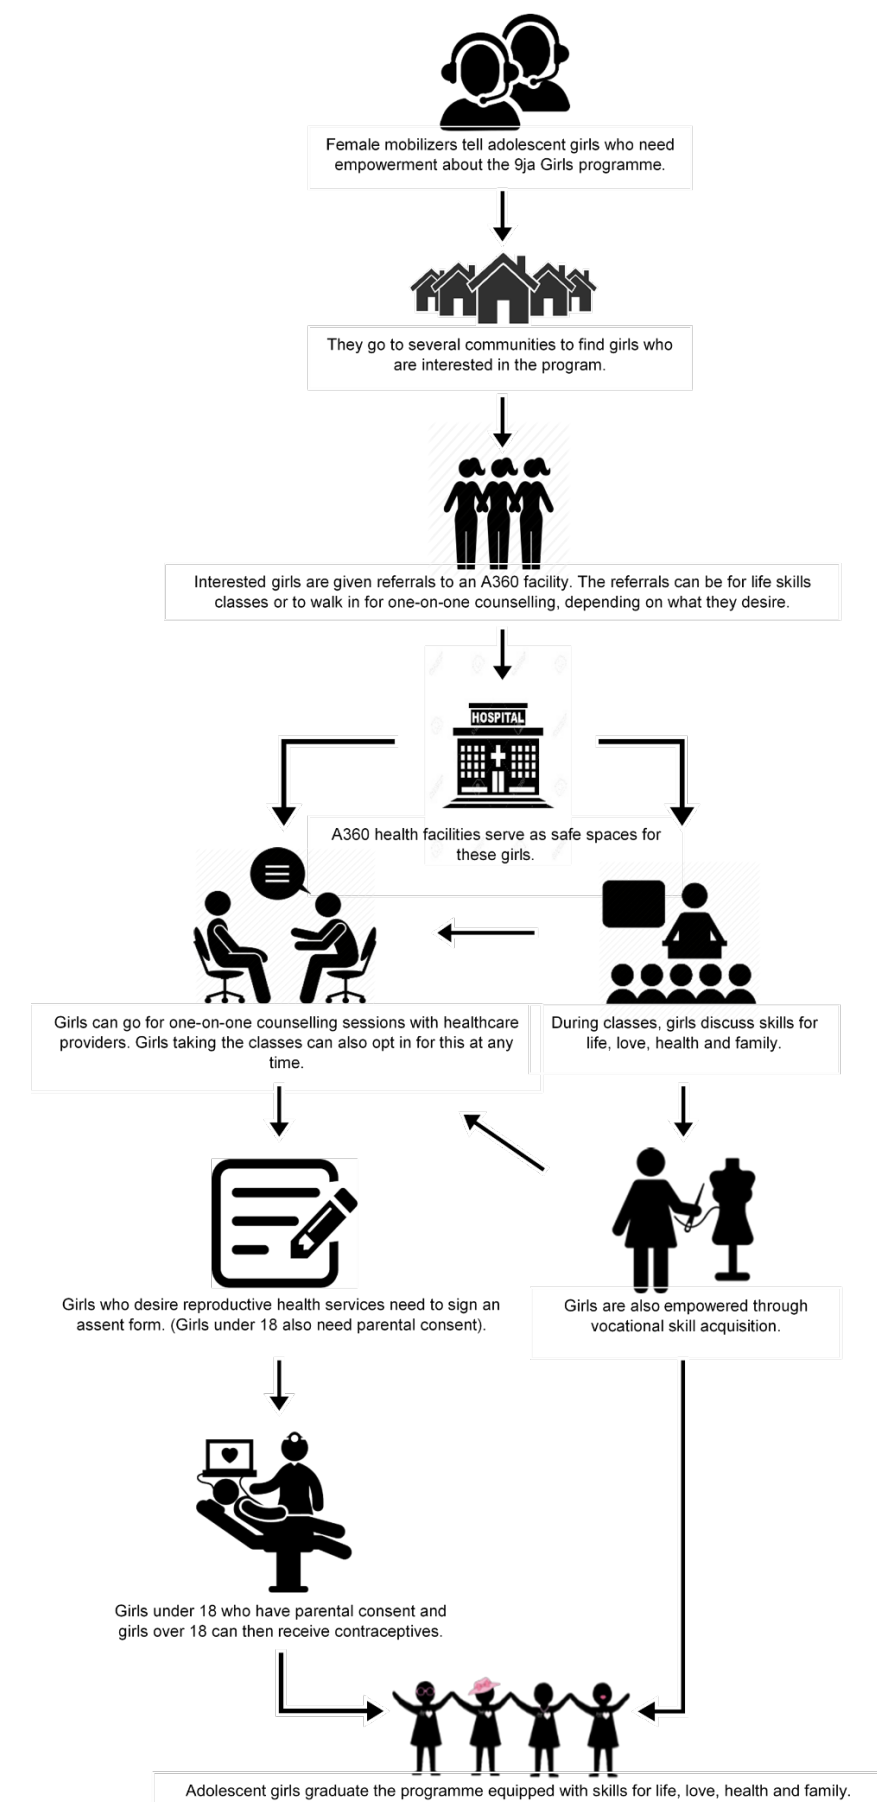 Female mobilizers tell adolescent girls who need
empowerment about the 9ja Girls programme.
They go to several communities to find girls who
are interested in the program.
Interested girls are given referrals to an A360 facility. The referrals can be for life skills
classes or to walk in for one-on-one counselling, depending on what they desire.
HOSPITAL
A360 health facilities serve as safe spaces for
these girls.
Girls can go for one-on-one counselling sessions with healthcare
providers. Girls taking the classes can also opt in for this at any
time.
During classes, girls discuss skills for
life, love, health and family.
Girls who desire reproductive health services need to sign an
assent form. (Girls under 18 also need parental consent).
Girls are also empowered through
vocational skill acquisition.
Girls under 18 who have parental consent and
girls over 18 can then receive contraceptives.
Adolescent girls graduate the programme equipped with skills for life, love, health and family.